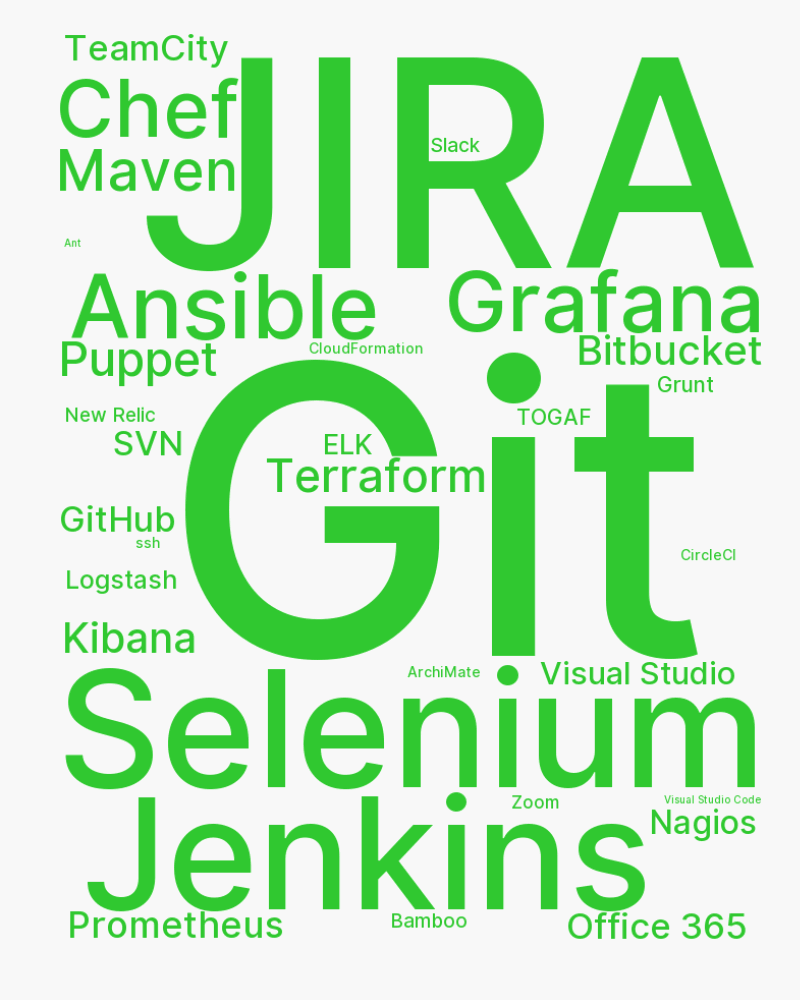 TeamCity
JIRA
Chef
Slack
Maven
Ant
Ansible
Grafana
Puppet
CloudFormation
Bitbucket
Grunt
New Relic
TOGAF
SVN
ELK
Git
Terraform
GitHub
ssh
CircleCI
Logstash
Kibana
ArchiMate
Visual Studio
Selenium
Zoom
Visual Studio Code
Nagios
Jenkins
Prometheus
Bamboo
Office 365